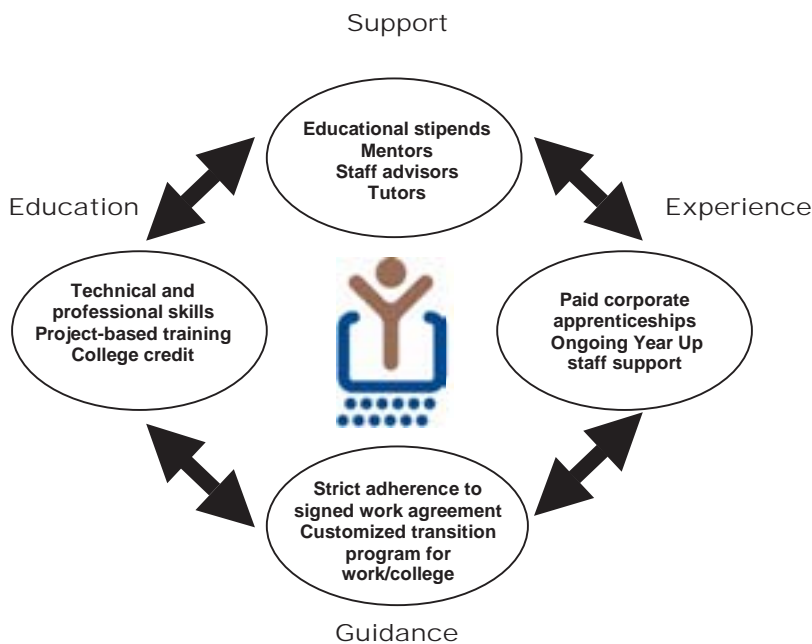 Support
Educational stipends
Mentors
Staff advisors
Tutors
Education
Experience
Technical and
professional skills
Project-based training
College credit
Paid corporate
apprenticeships
Ongoing Year Up
staff support
Strict adherence to
signed work agreement
Customized transition
program for
work/college
Guidance